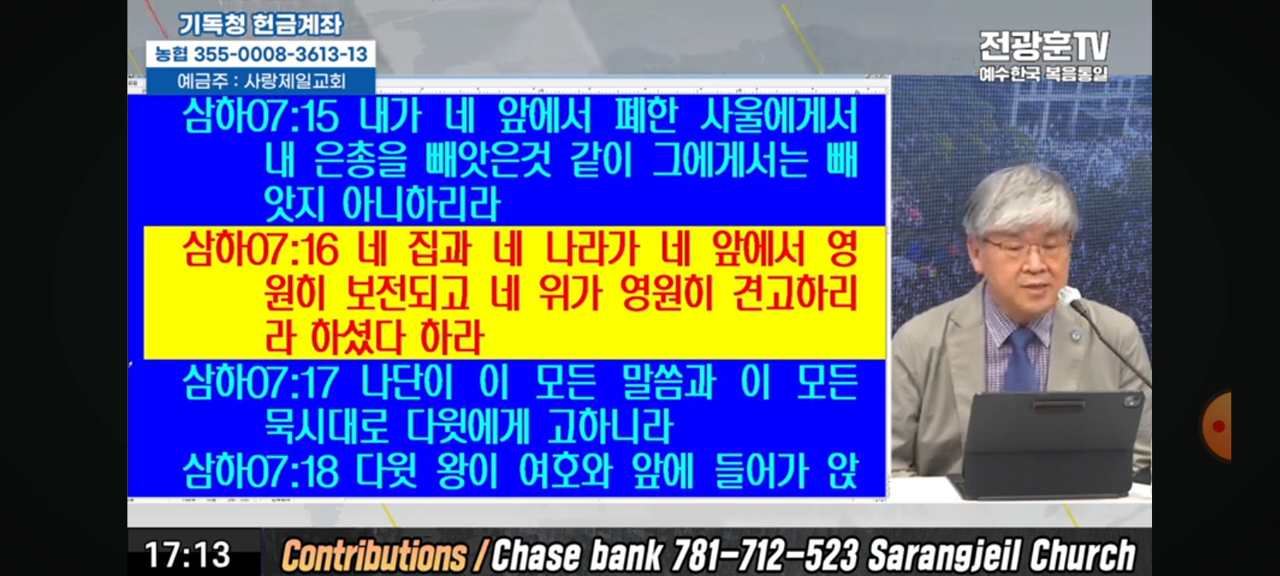 기독청 헌금계좌
농협 355-0008-3613-13
예금주 : 사랑제일교회
전광훈TV
예수한국 복음통일
삼하07:15 내가 네 앞에서 폐한 사울에게서
내 은총을 빼앗은것 같이 그에게서는 빼
앗지 아니하리라
삼하07:16 네 집과 네 나라가 네 앞에서 영
원히 보전되고 네 위가 영원히 견고하리
라 하셨다 하라
삼하07:17 나단이 이 모든 말씀과 이 모든
묵시대로 다윗에게 고하니라
삼하07:18 다윗 왕이 여호와 앞에 들어가 앉
17:13 Contributions / Chase bank 781-712-523 Sarangjeil Church